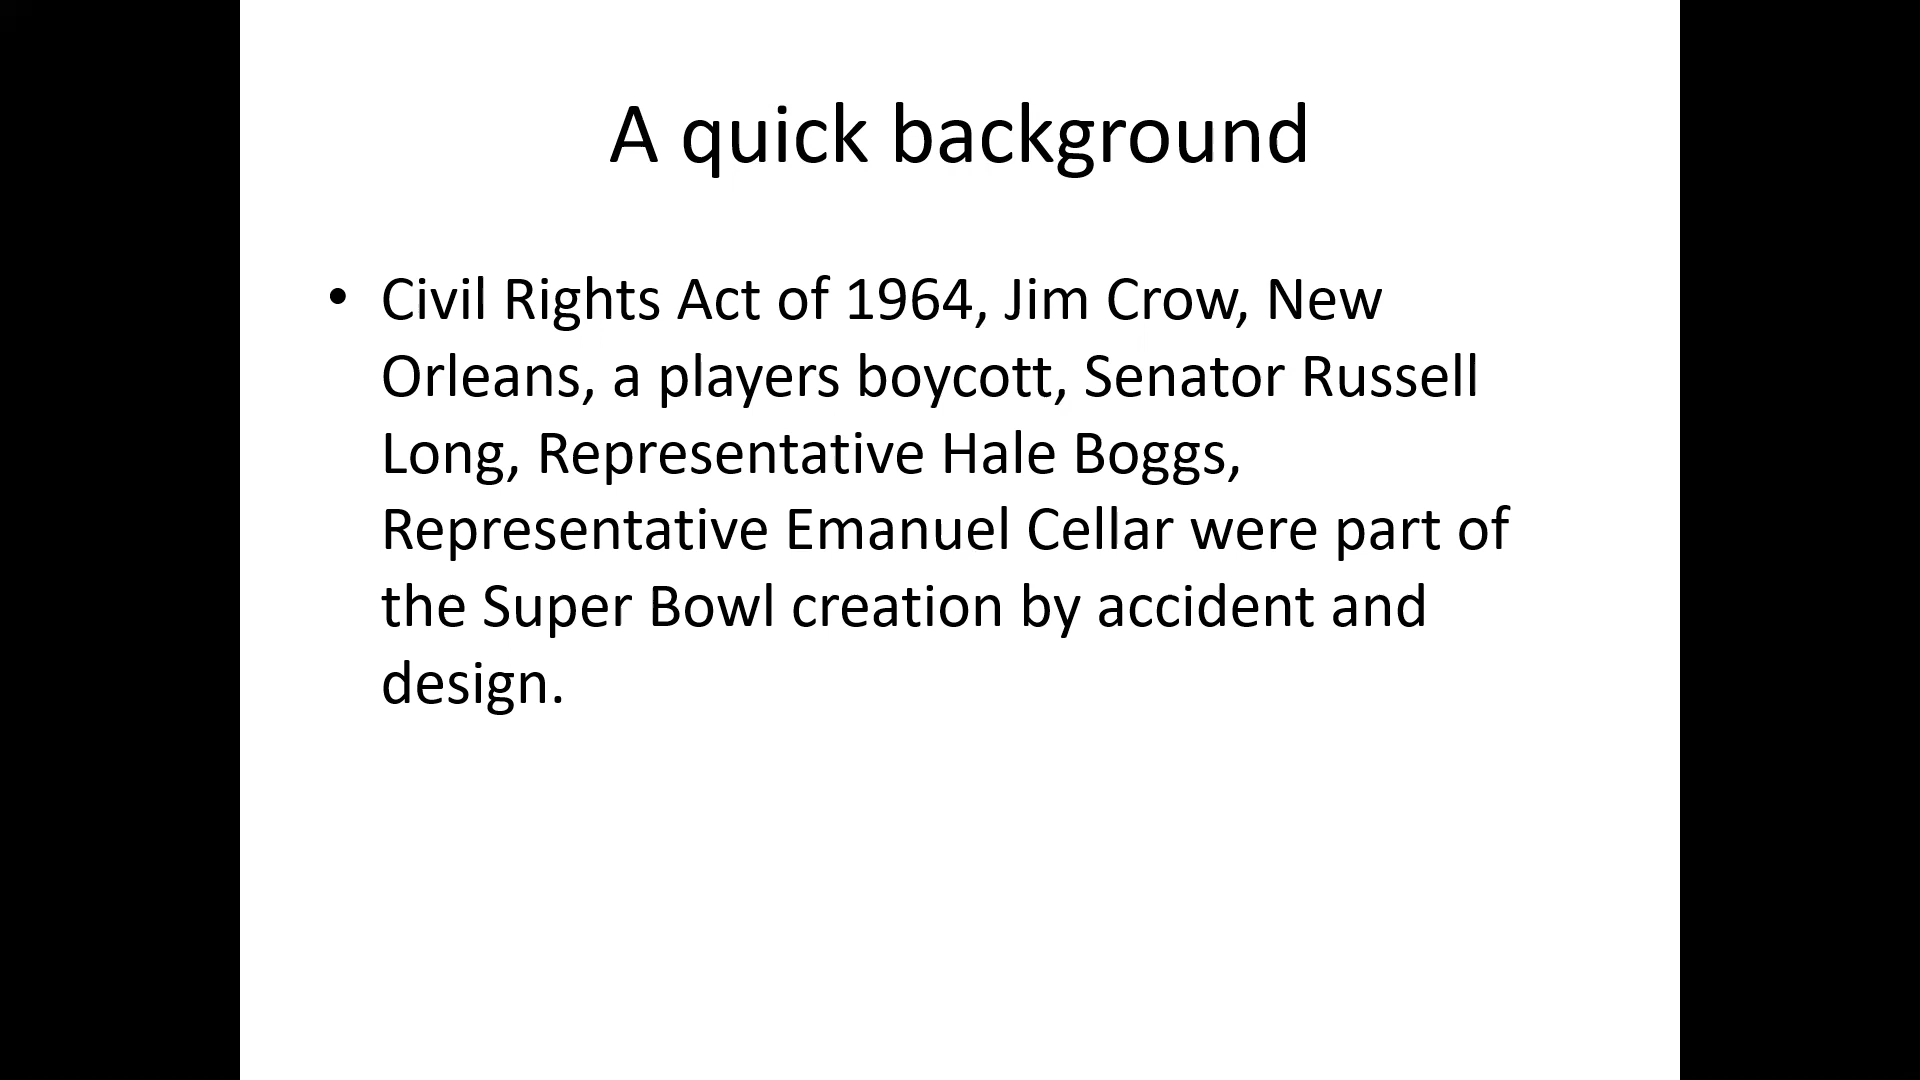 A quick background
• Civil Rights Act of 1964, Jim Crow, New
Orleans, a players boycott, Senator Russell
Long, Representative Hale Boggs,
Representative Emanuel Cellar were part of
the Super Bowl creation by accident and
design.